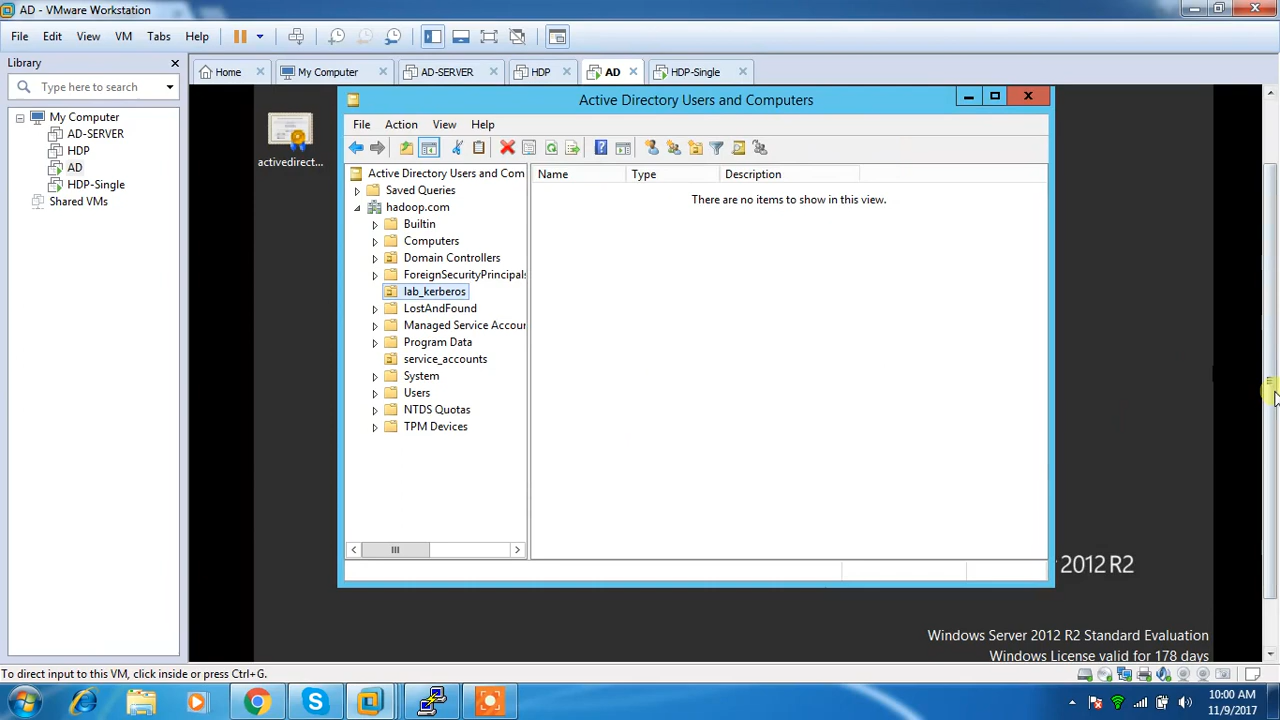 AD - VMware Workstation
File Edit View VM Tabs Help
Library
Type here to search
Home My Computer AD-SERVER HDP AD HDP-Single
My Computer
AD-SERVER
HDP
AD
HDP-Single
Shared VMs
activedirect...
Active Directory Users and Computers
File Action View Help
Active Directory Users and Com
Saved Queries
hadoop.com
Builtin
Computers
Domain Controllers
ForeignSecurityPrincipals
lab_kerberos
LostAndFound
Managed Service Accour
Program Data
service_accounts
System
Users
NTDS Quotas
TPM Devices
Name Type Description
There are no items to show in this view.
2012 R2
Windows Server 2012 R2 Standard Evaluation
Windows License valid for 178 days
To direct input to this VM, click inside or press Ctrl+G.
10:00 AM
11/9/2017